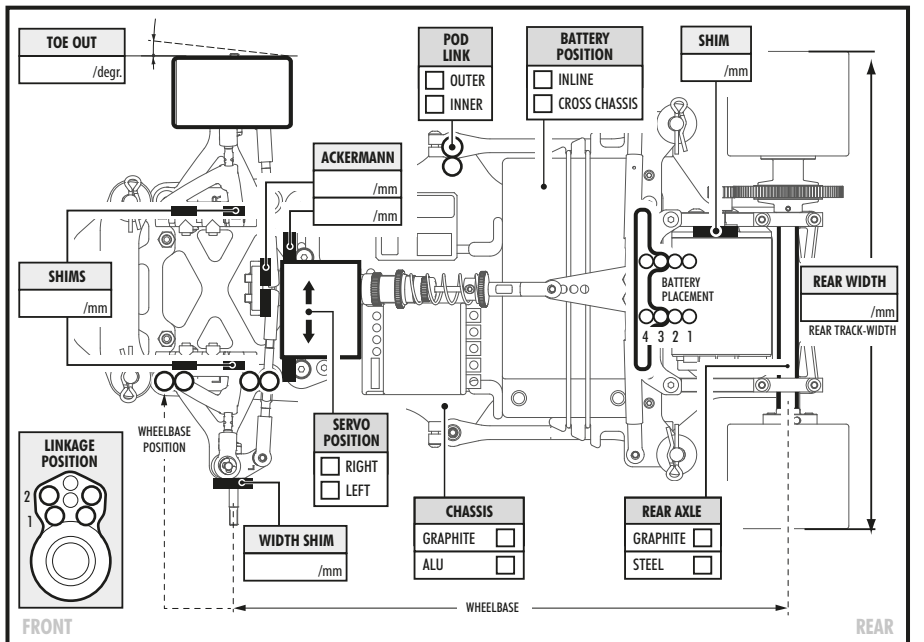 TOE OUT
/degr.
POD
LINK
OUTER
INNER
BATTERY
POSITION
INLINE
CROSS CHASSIS
SHIM
/mm
ACKERMANN
/mm
/mm
SHIMS
/mm
BATTERY
PLACEMENT
4 3 2 1
REAR WIDTH
/mm
REAR TRACK-WIDTH
WHEELBASE
POSITION
SERVO
POSITION
RIGHT
LEFT
LINKAGE
POSITION
2
1
WIDTH SHIM
/mm
CHASSIS
GRAPHITE
ALU
REAR AXLE
GRAPHITE
STEEL
WHEELBASE
FRONT
REAR